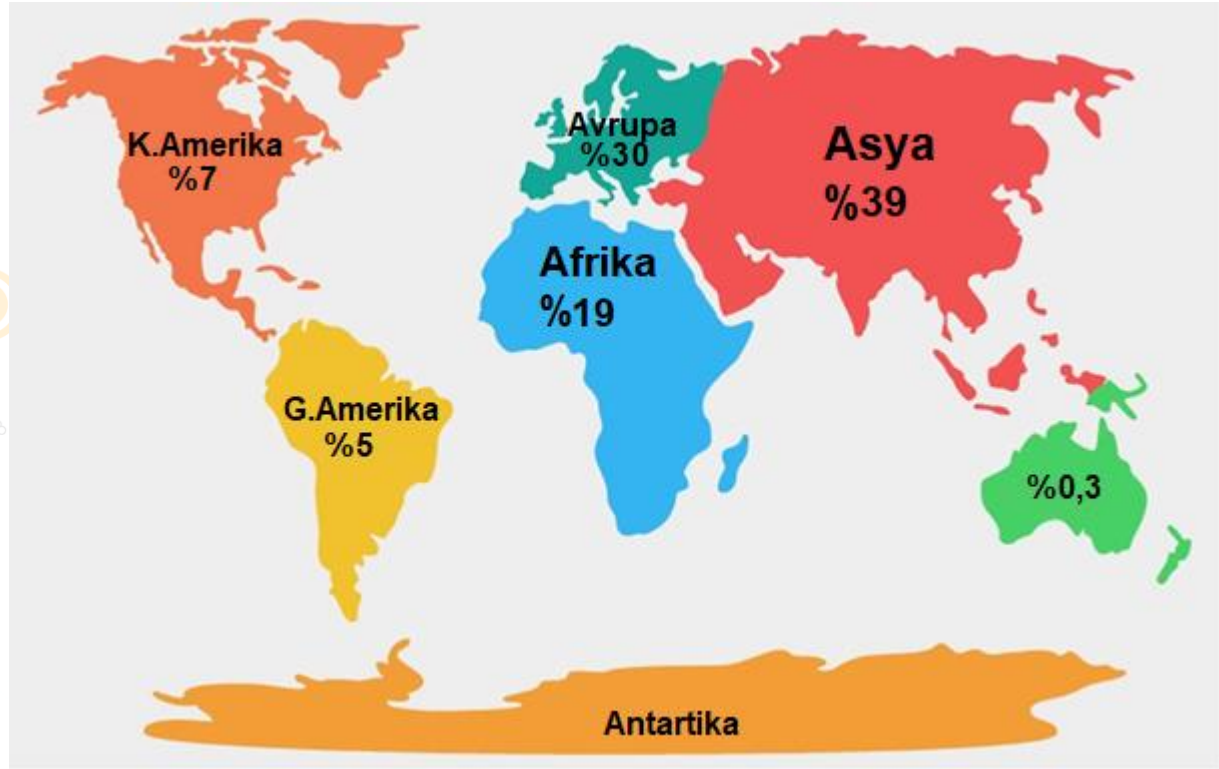 K.Amerika
%7
Avrupa
%30
Asya
%39
Afrika
%19
G.Amerika
%5
%0,3
Antartika